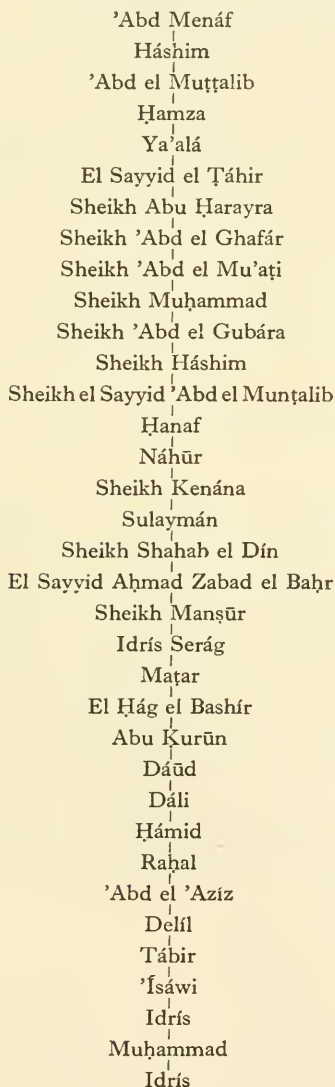 ’Abd Menáf
Háshim
’Abd el Muṭṭalib
Ḥamza
Ya’alá
El Sayyid el Ṭáhir
Sheikh Abu Ḥarayra
Sheikh ’Abd el Ghafár
Sheikh ’Abd el Mu’aṭi
Sheikh Muḥammad
Sheikh ’Abd el Gubára
Sheikh Háshim
Sheikh el Sayyid ’Abd el Munṭalib
Ḥanaf
Náhūr
Sheikh Kenána
Sulaymán
Sheikh Shahab el Dín
El Sayyid Aḥmad Zabad el Baḥr
Sheikh Manṣūr
Idrís Serág
Maṭar
El Ḥág el Bashír
Abu Ḳurūn
Dáūd
Dáli
Ḥámid
Raḥal
’Abd el ’Azíz
Delíl
Tábir
’Ísáwi
Idrís
Muḥammad
Idrís